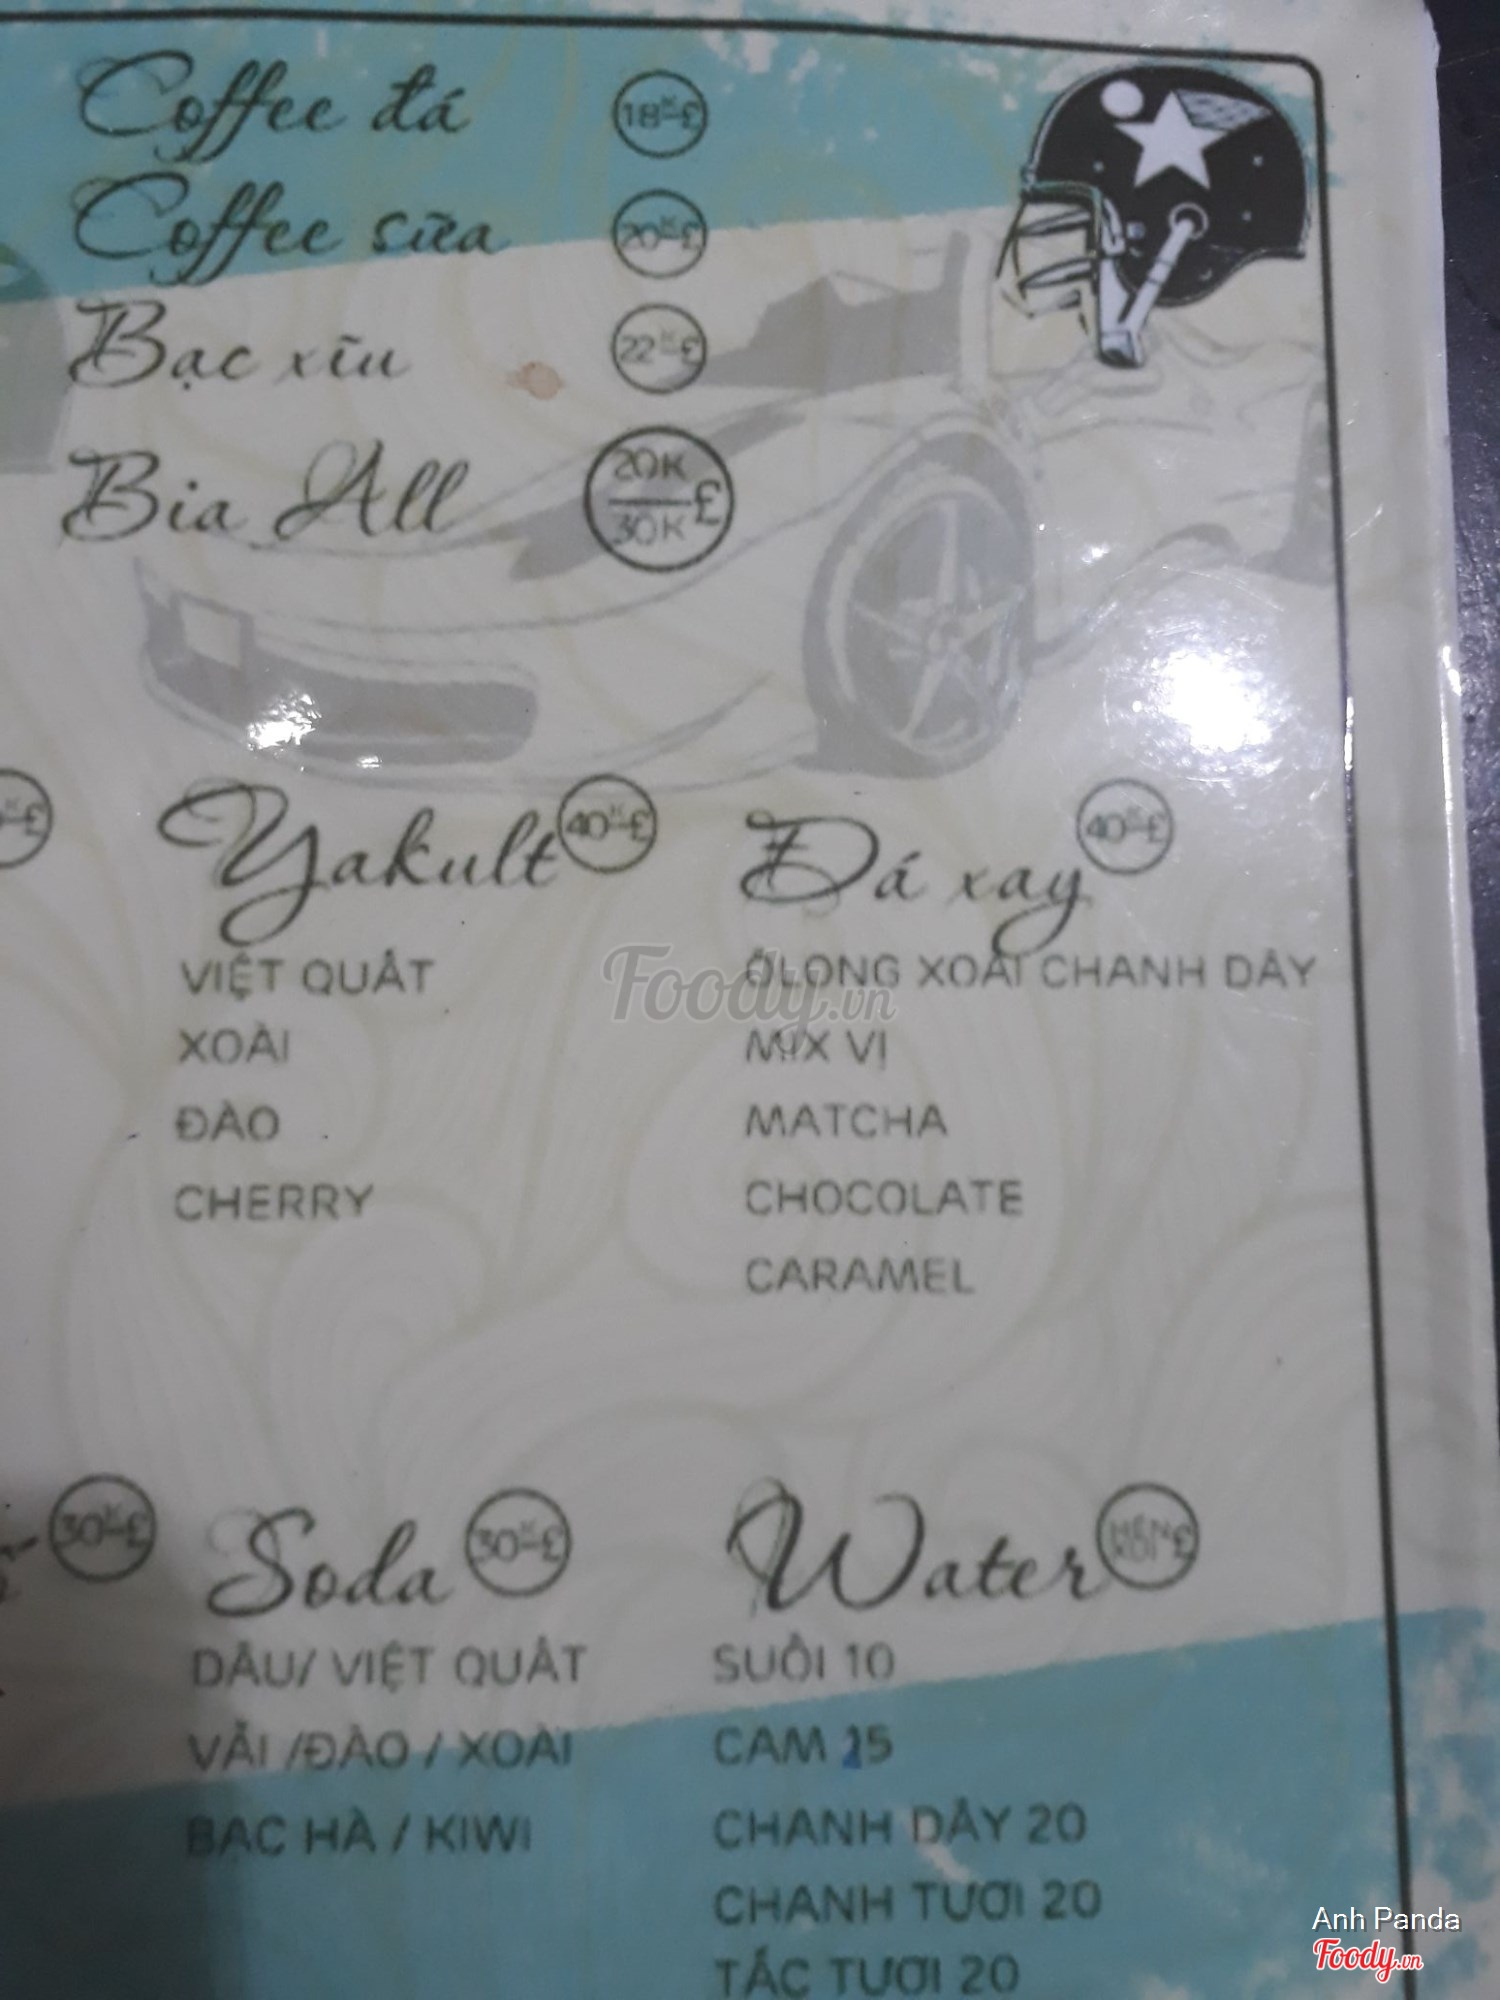 Coffee đá 18K £
Coffee sữa 20K £
Bạc xĩu 22K £
Bia All 20K 30K £
K £
Yakult 40K £
VIỆT QUẤT
XOÀI
ĐÀO
CHERRY
Đá xay 40K £
ÔLONG XOÀI CHANH DÂY
MIX VỊ
MATCHA
CHOCOLATE
CARAMEL
Foody.vn
30K £
Soda 30K £
DÂU/ VIỆT QUẤT
VẢI /ĐÀO / XOÀI
BẠC HÀ / KIWI
Water £
SUỐI 10
CAM 25
CHANH DÂY 20
CHANH TƯƠI 20
TẮC TƯƠI 20
Anh Panda
Foody.vn